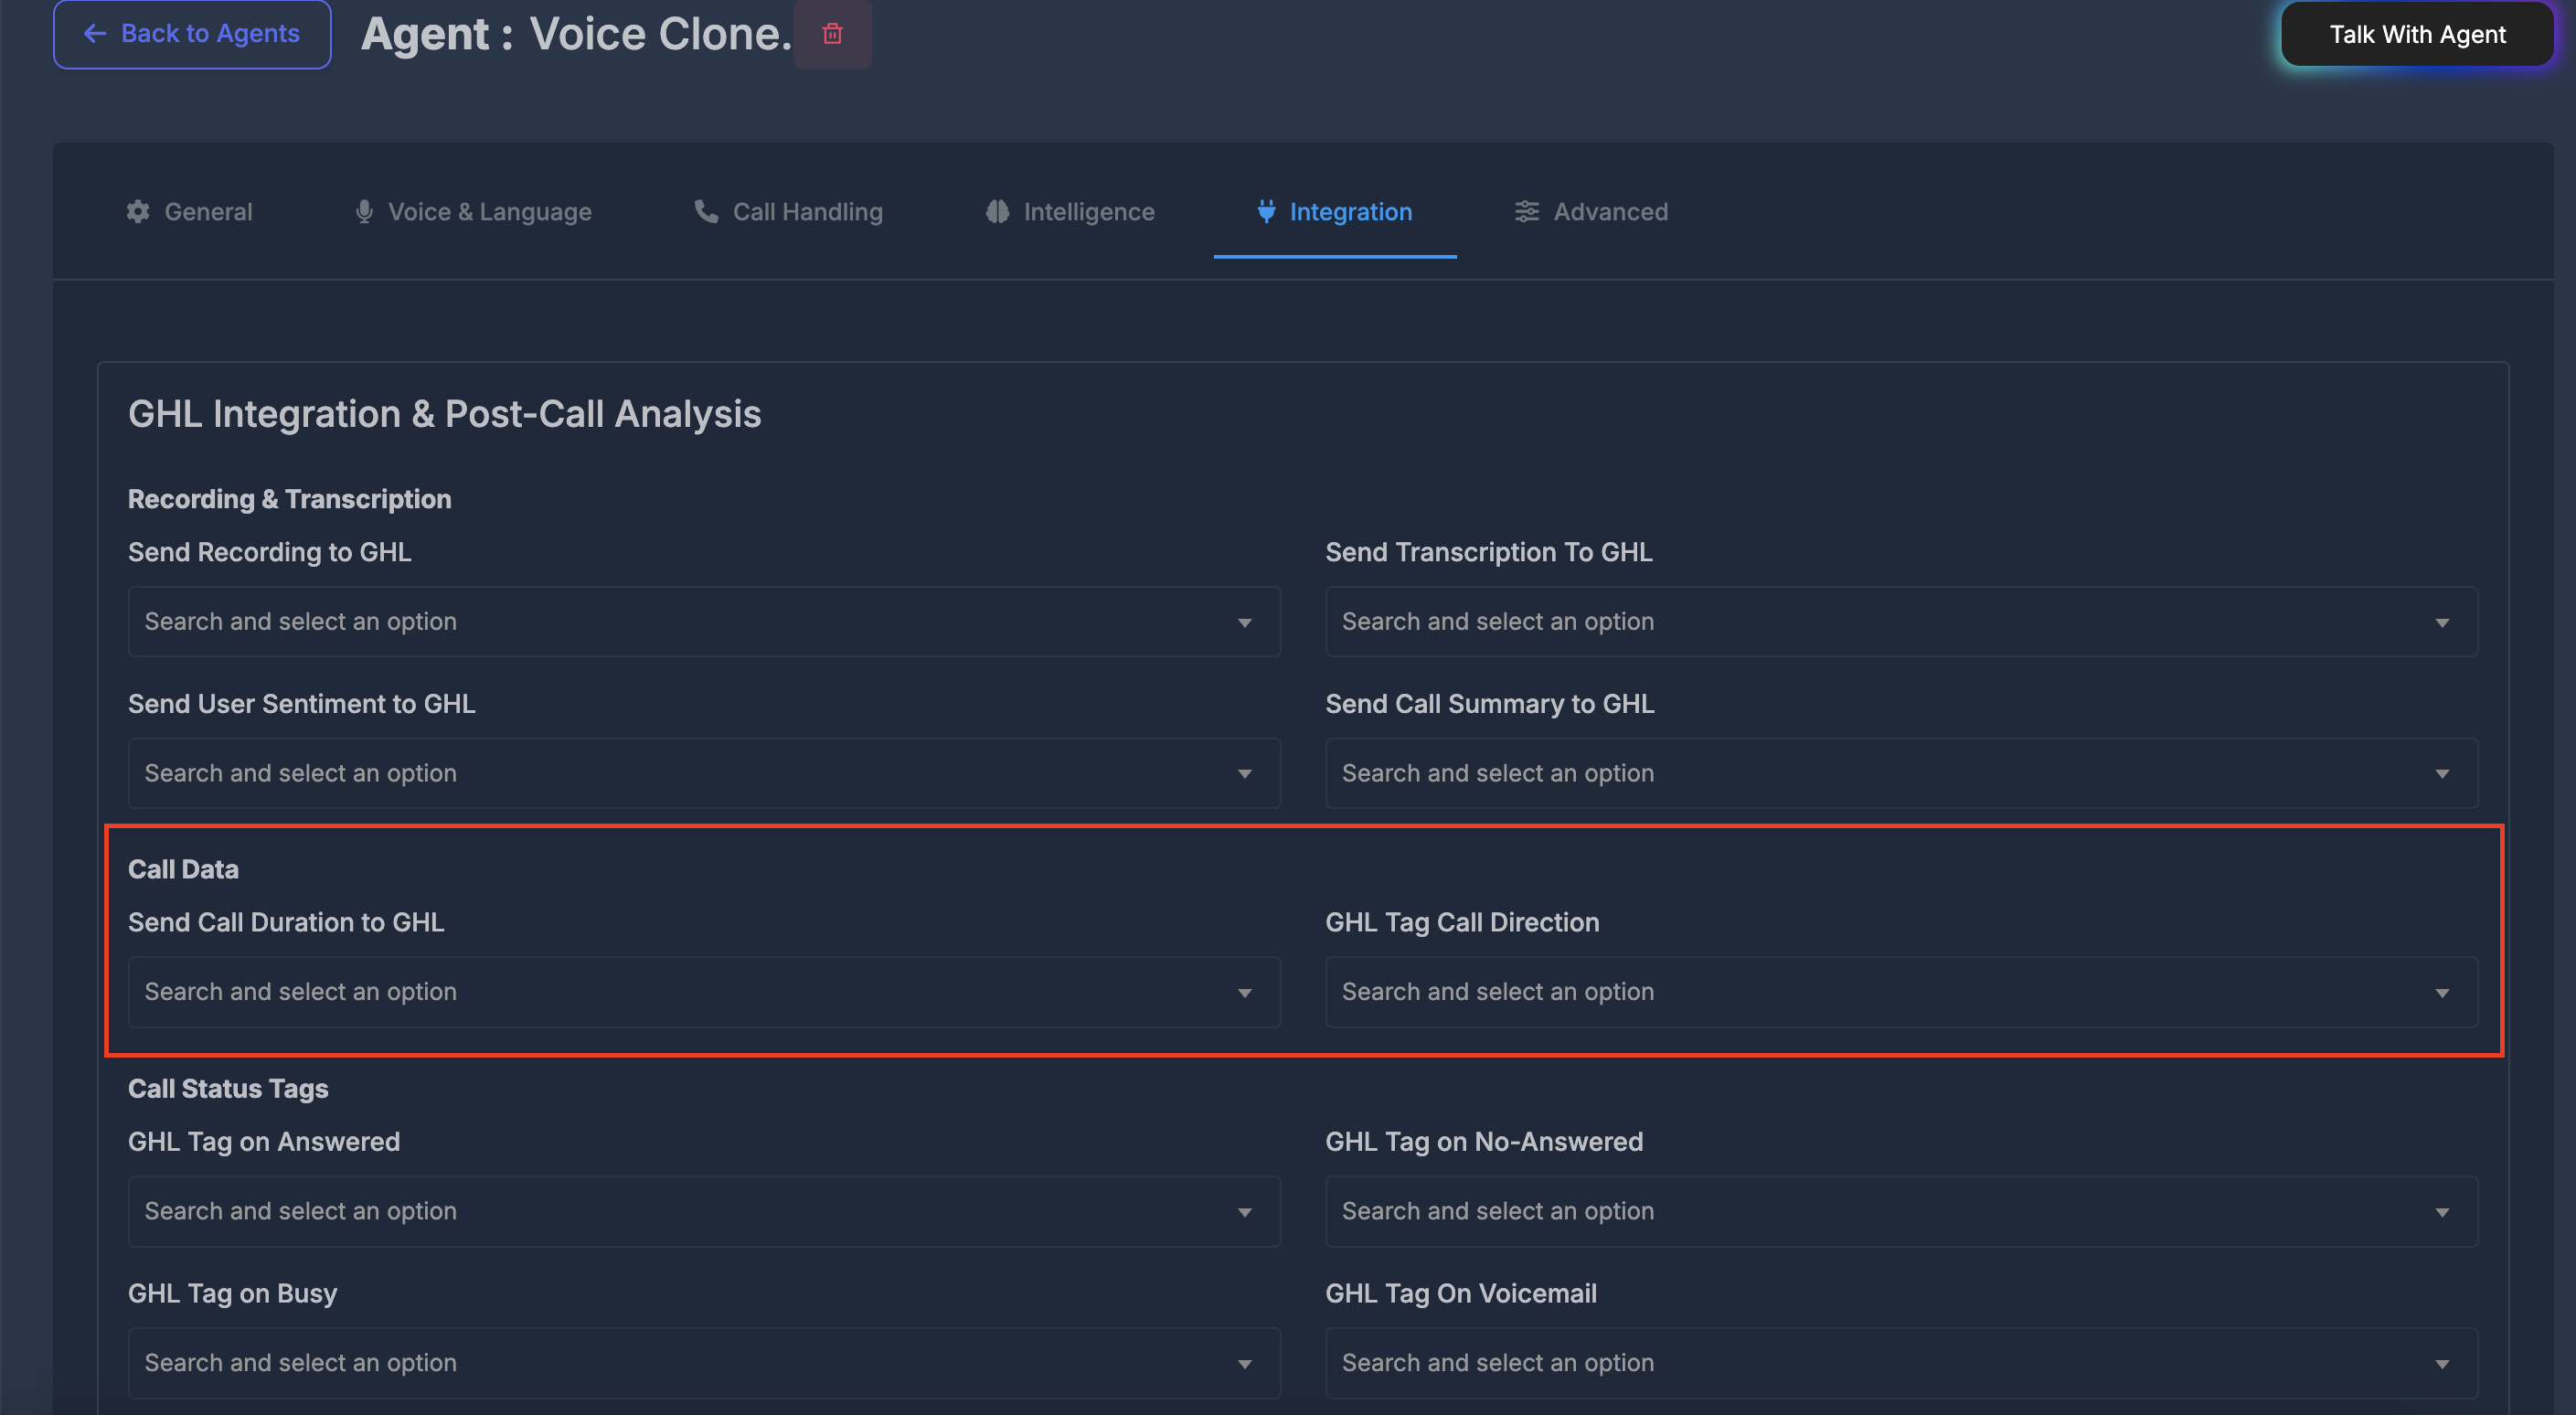 Back to Agents
Agent : Voice Clone.
Talk With Agent
General
Voice & Language
Call Handling
Intelligence
Integration
Advanced
GHL Integration & Post-Call Analysis
Recording & Transcription
Send Recording to GHL
Send Transcription To GHL
Search and select an option
Search and select an option
Send User Sentiment to GHL
Send Call Summary to GHL
Search and select an option
Search and select an option
Call Data
Send Call Duration to GHL
GHL Tag Call Direction
Search and select an option
Search and select an option
Call Status Tags
GHL Tag on Answered
GHL Tag on No-Answered
Search and select an option
Search and select an option
GHL Tag on Busy
GHL Tag On Voicemail
Search and select an option
Search and select an option